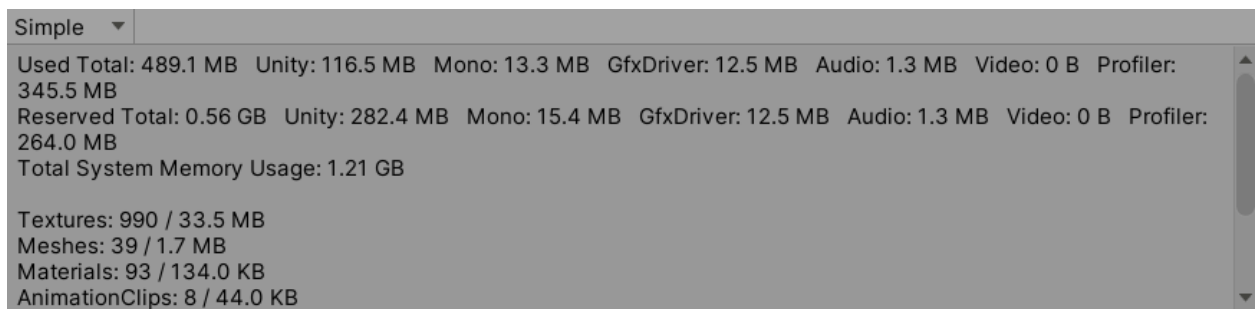 Simple
Used Total: 489.1 MB   Unity: 116.5 MB   Mono: 13.3 MB   GfxDriver: 12.5 MB   Audio: 1.3 MB   Video: 0 B   Profiler:
345.5 MB
Reserved Total: 0.56 GB   Unity: 282.4 MB   Mono: 15.4 MB   GfxDriver: 12.5 MB   Audio: 1.3 MB   Video: 0 B   Profiler:
264.0 MB
Total System Memory Usage: 1.21 GB
Textures: 990 / 33.5 MB
Meshes: 39 / 1.7 MB
Materials: 93 / 134.0 KB
AnimationClips: 8 / 44.0 KB